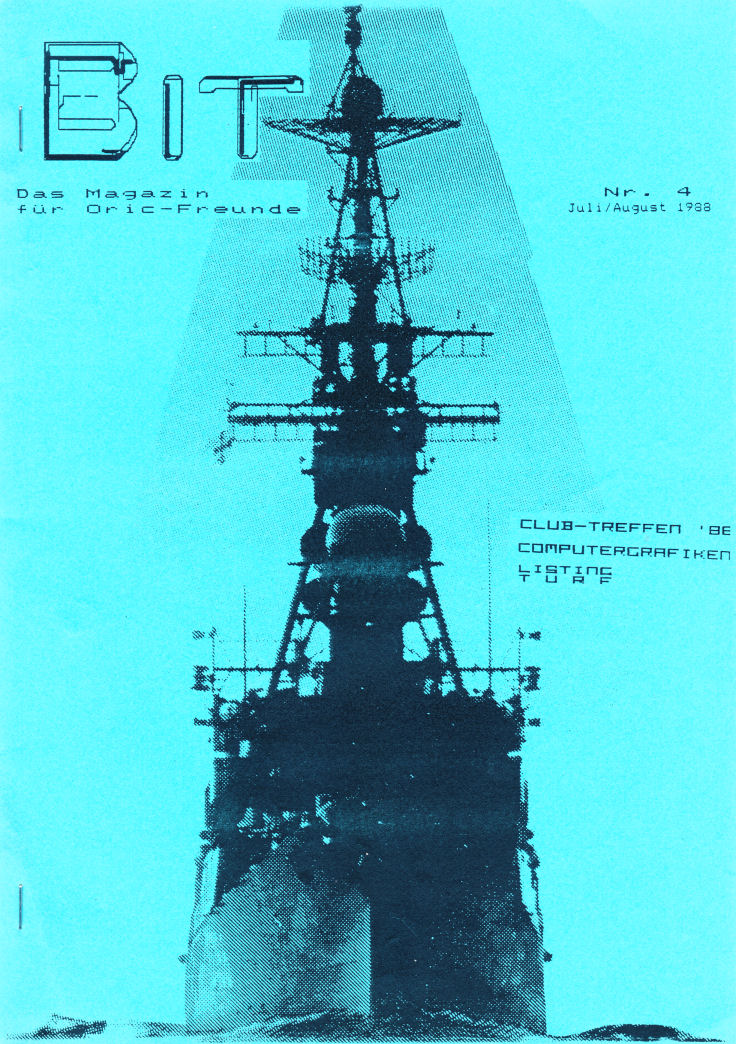 BIT
Das Magazin
für Oric-Freunde
Nr. 4
Juli/August 1988
CLUB-TREFFEN '88
COMPUTERGRAFIKEN
LISTING
TURF